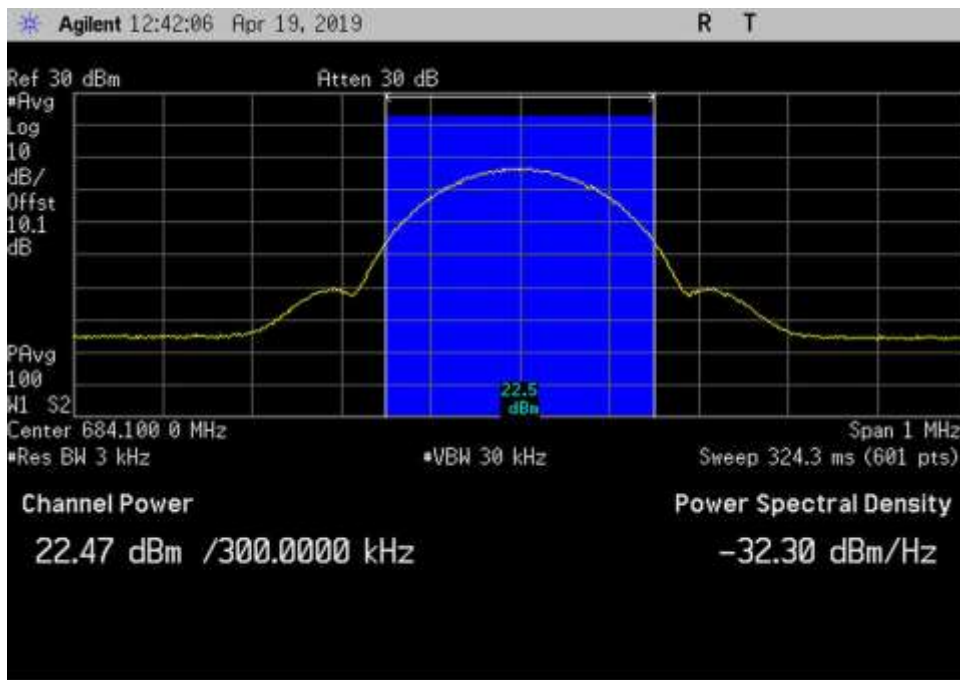 Agilent 12:42:06 Apr 19, 2019 R T
Ref 30 dBm Atten 30 dB
#Avg
Log
10
dB/
Offst
10.1
dB
PAvg
100
W1 S2
22.5
dBm
Center 684.100 0 MHz Span 1 MHz
#Res BW 3 kHz #VBW 30 kHz Sweep 324.3 ms (601 pts)
Channel Power Power Spectral Density
22.47 dBm /300.0000 kHz -32.30 dBm/Hz